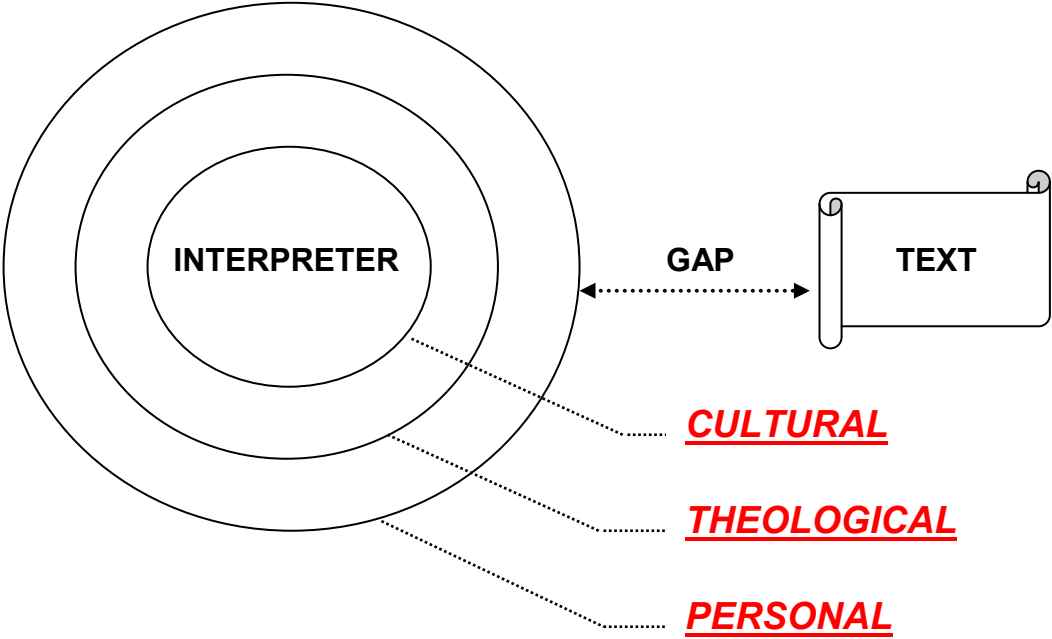 INTERPRETER
GAP
TEXT
CULTURAL
THEOLOGICAL
PERSONAL